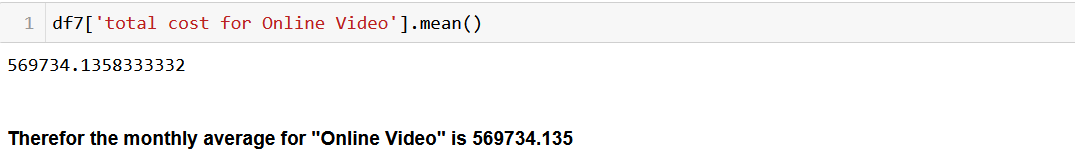 1 df7['total cost for Online Video'].mean()
569734.1358333332
Therefor the monthly average for "Online Video" is 569734.135